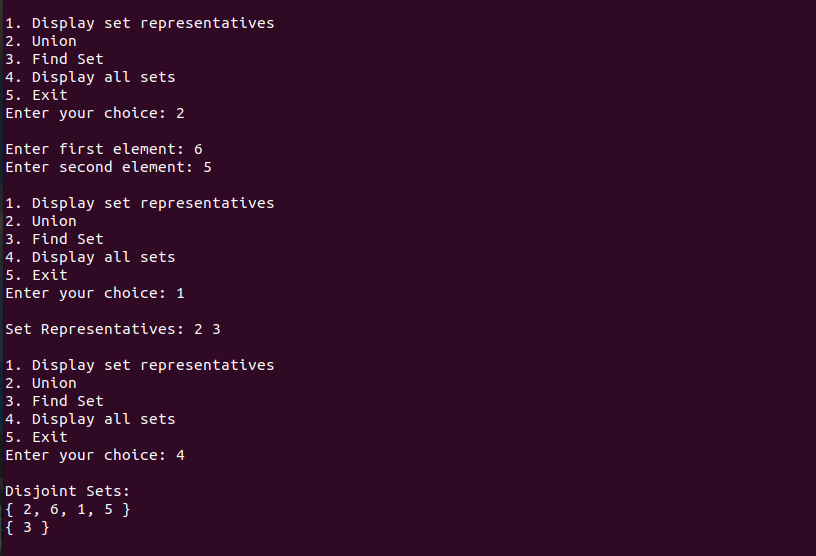 1. Display set representatives
2. Union
3. Find Set
4. Display all sets
5. Exit
Enter your choice: 2
Enter first element: 6
Enter second element: 5
1. Display set representatives
2. Union
3. Find Set
4. Display all sets
5. Exit
Enter your choice: 1
Set Representatives: 2 3
1. Display set representatives
2. Union
3. Find Set
4. Display all sets
5. Exit
Enter your choice: 4
Disjoint Sets:
{ 2, 6, 1, 5 }
{ 3 }